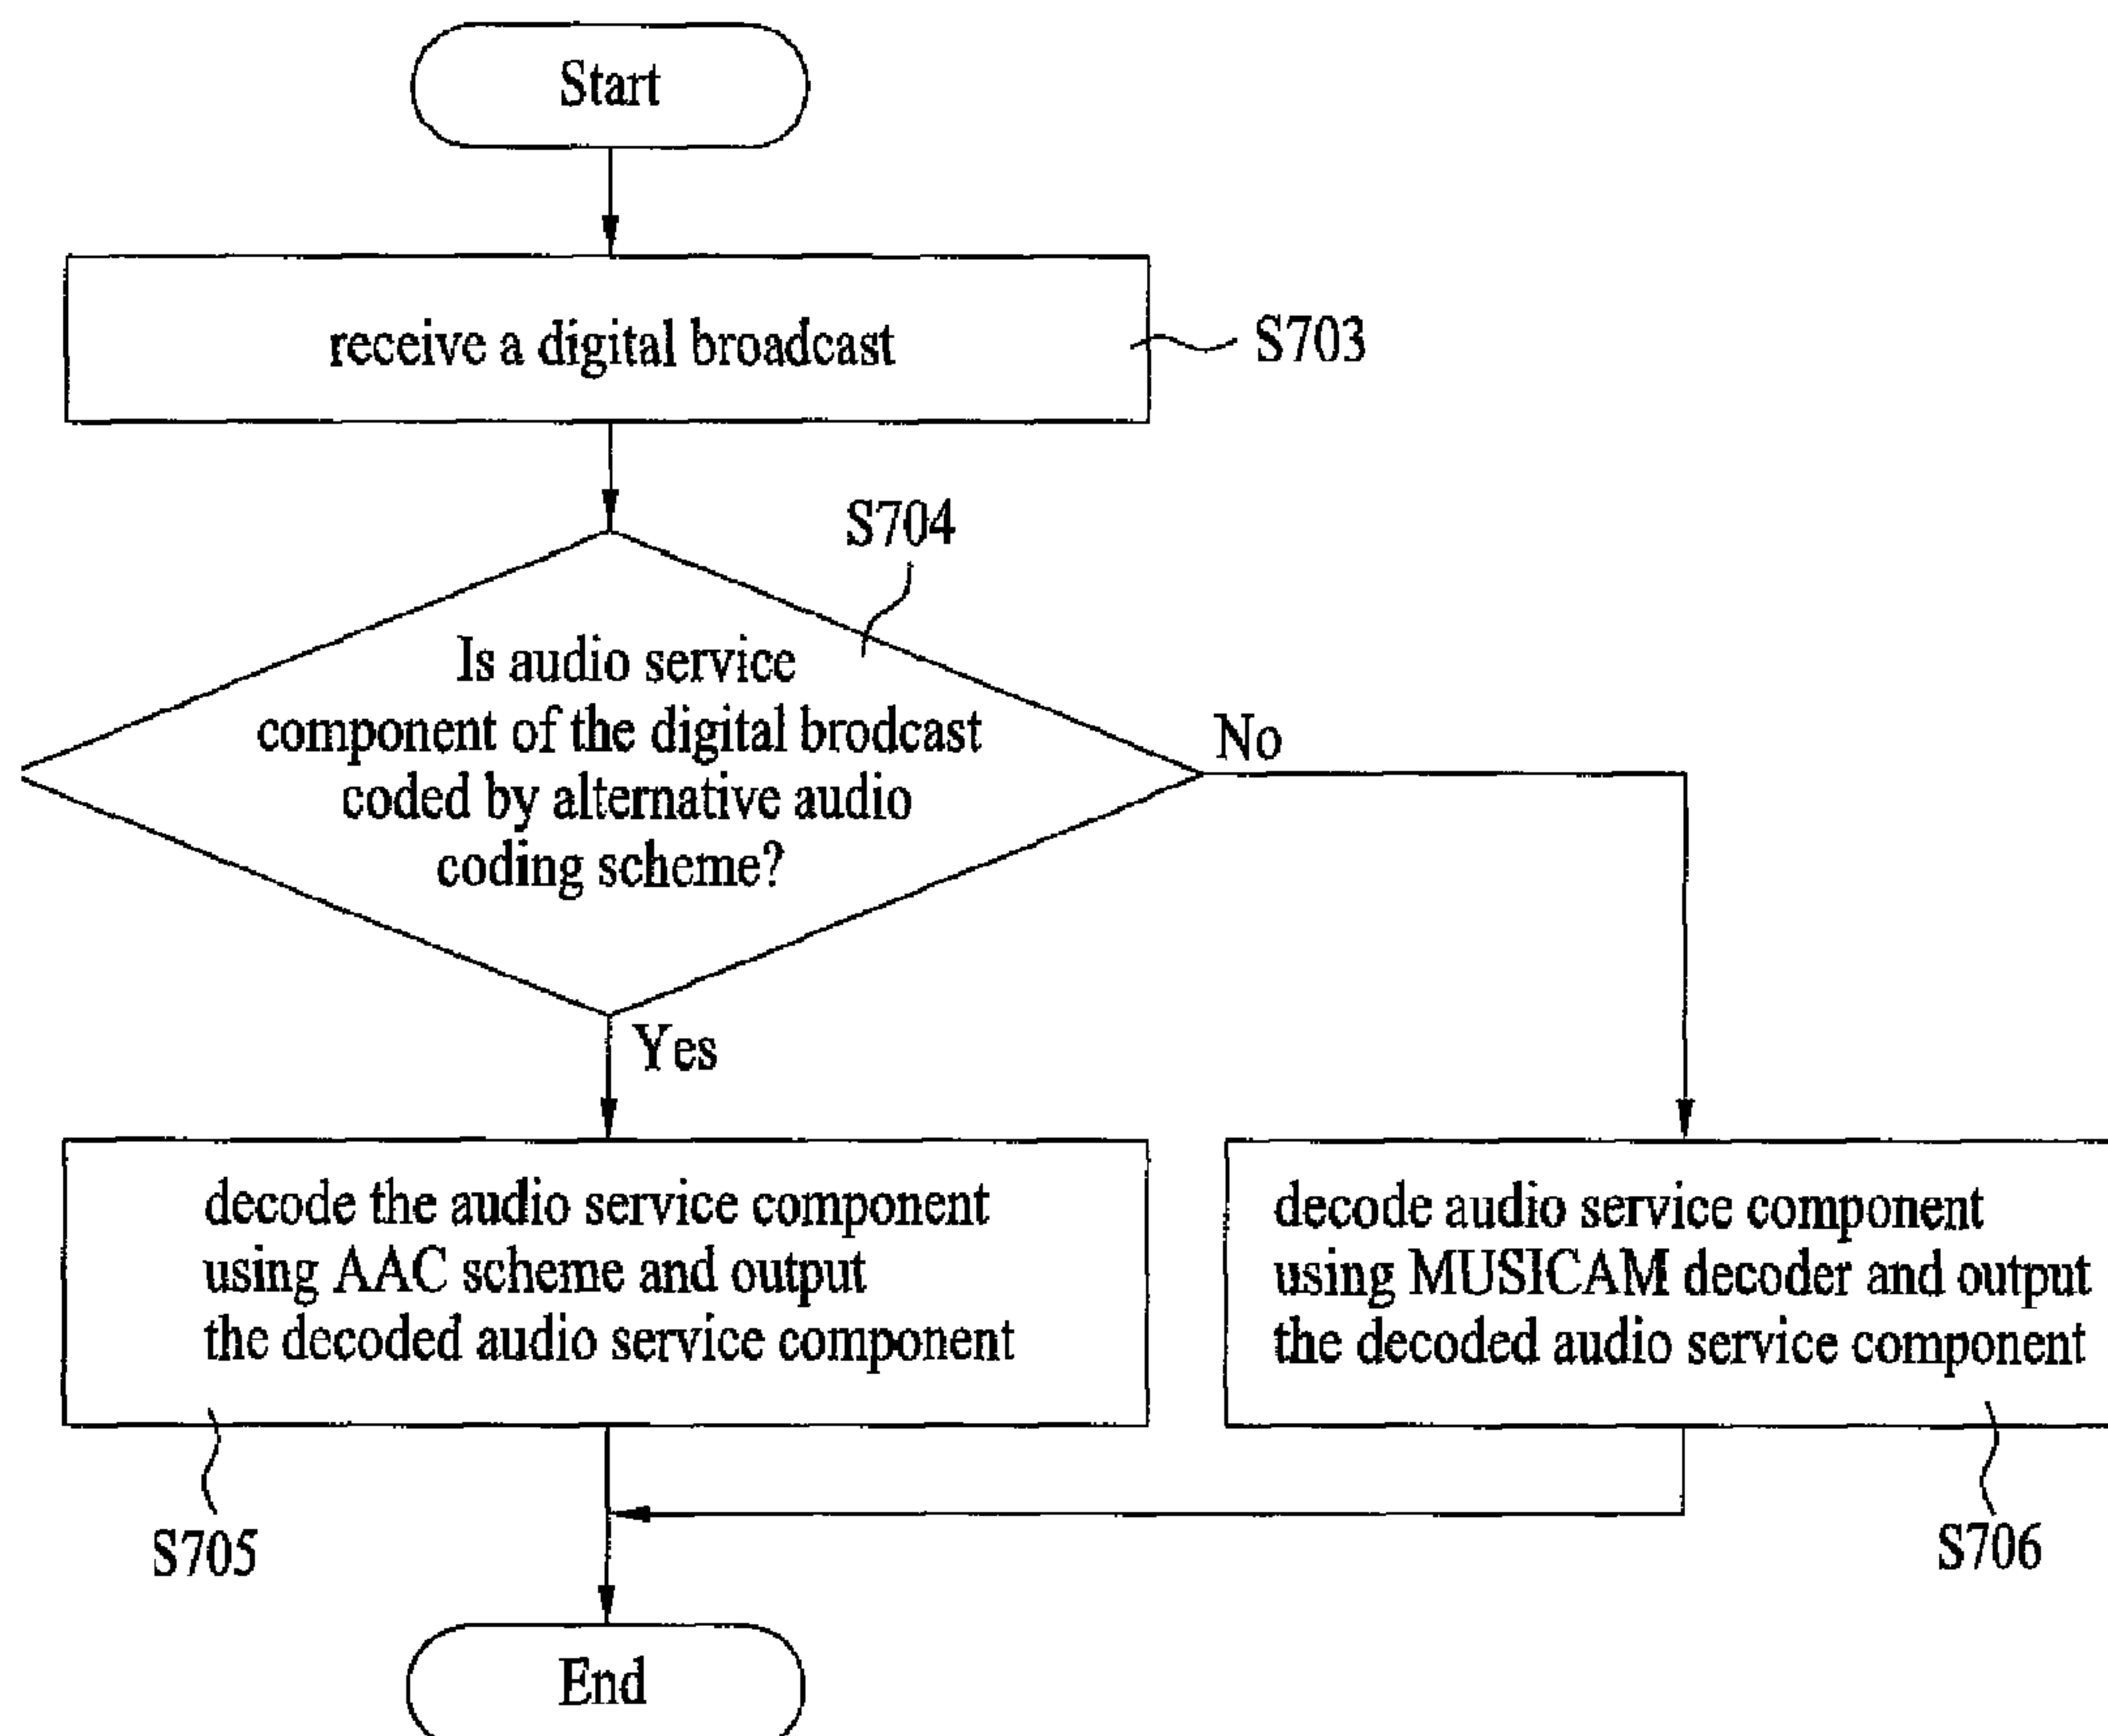 Start
receive a digital broadcast
S703
S704
Is audio service
component of the digital brodcast
coded by alternative audio
coding scheme?
No
Yes
decode the audio service component
using AAC scheme and output
the decoded audio service component
decode audio service component
using MUSICAM decoder and output
the decoded audio service component
S705
S706
End